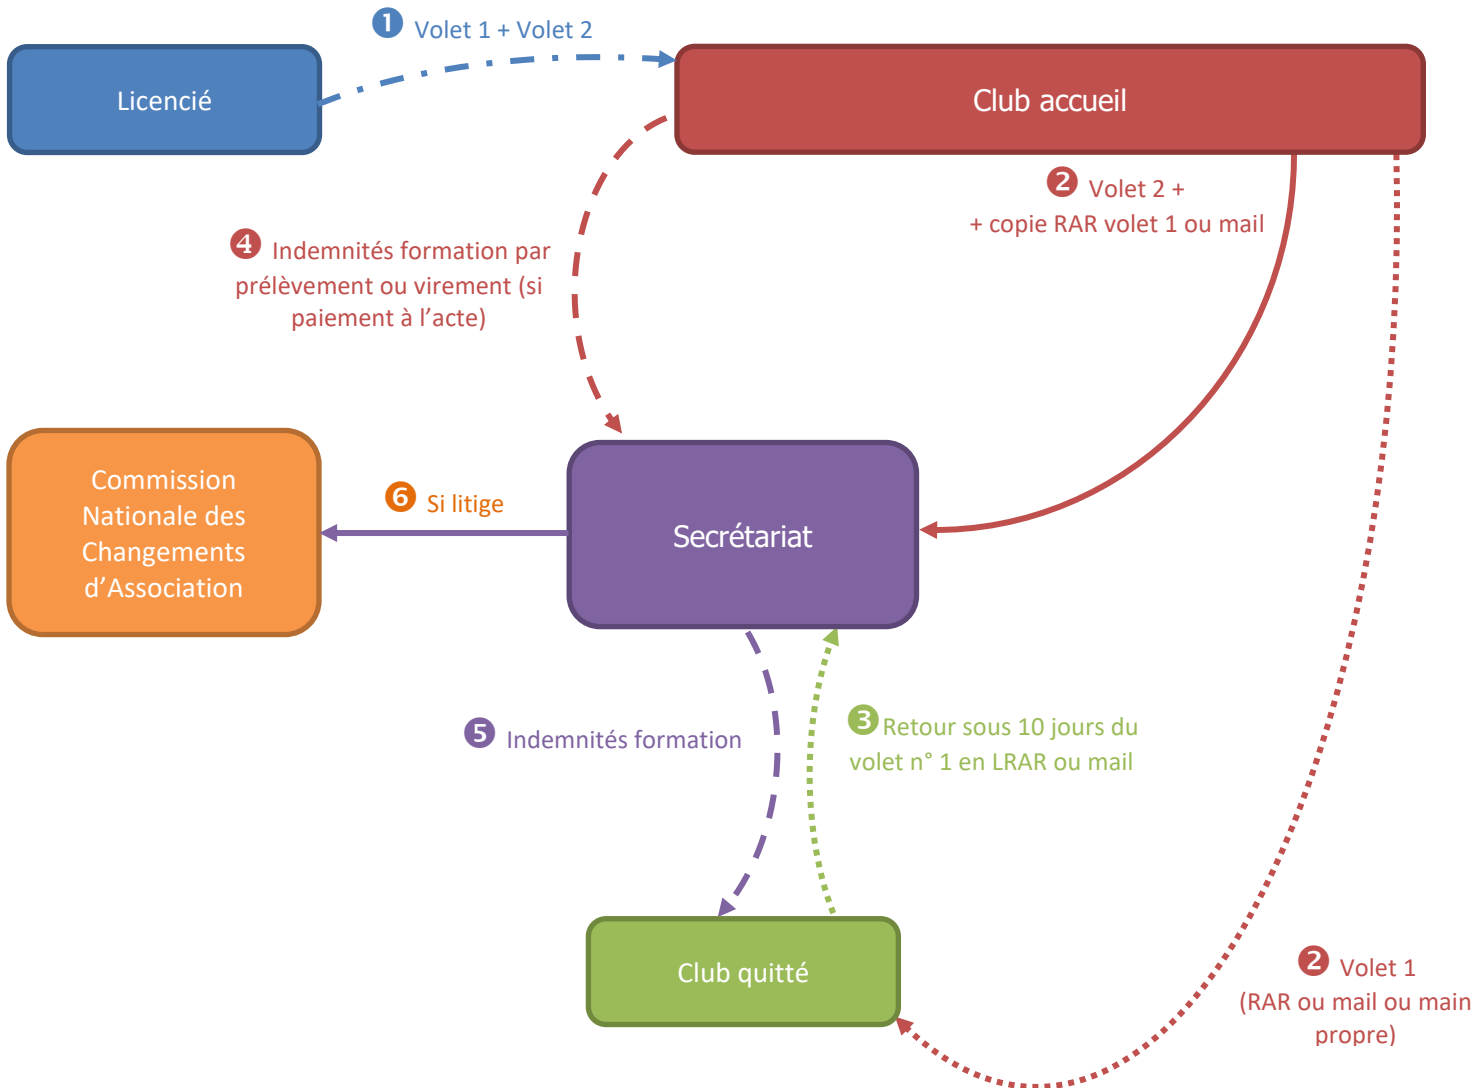 ❶ Volet 1 + Volet 2
Licencié
Club accueil
❷ Volet 2 +
+ copie RAR volet 1 ou mail
❹ Indemnités formation par
prélèvement ou virement (si
paiement à l’acte)
Commission
Nationale des
Changements
d’Association
❻ Si litige
Secrétariat
❺ Indemnités formation
❸ Retour sous 10 jours du
volet n° 1 en LRAR ou mail
Club quitté
❷ Volet 1
(RAR ou mail ou main
propre)